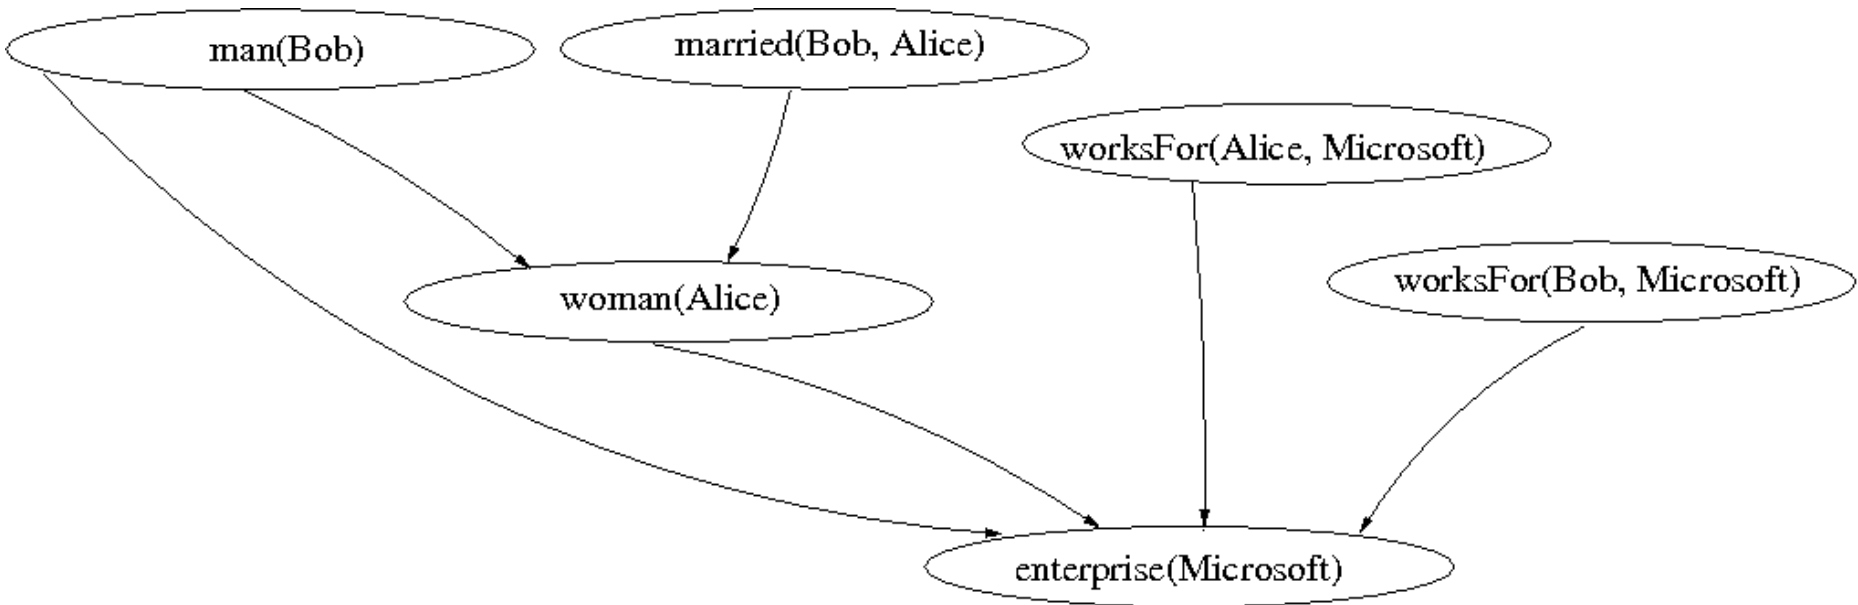 man(Bob)
married(Bob, Alice)
worksFor(Alice, Microsoft)
worksFor(Bob, Microsoft)
woman(Alice)
enterprise(Microsoft)